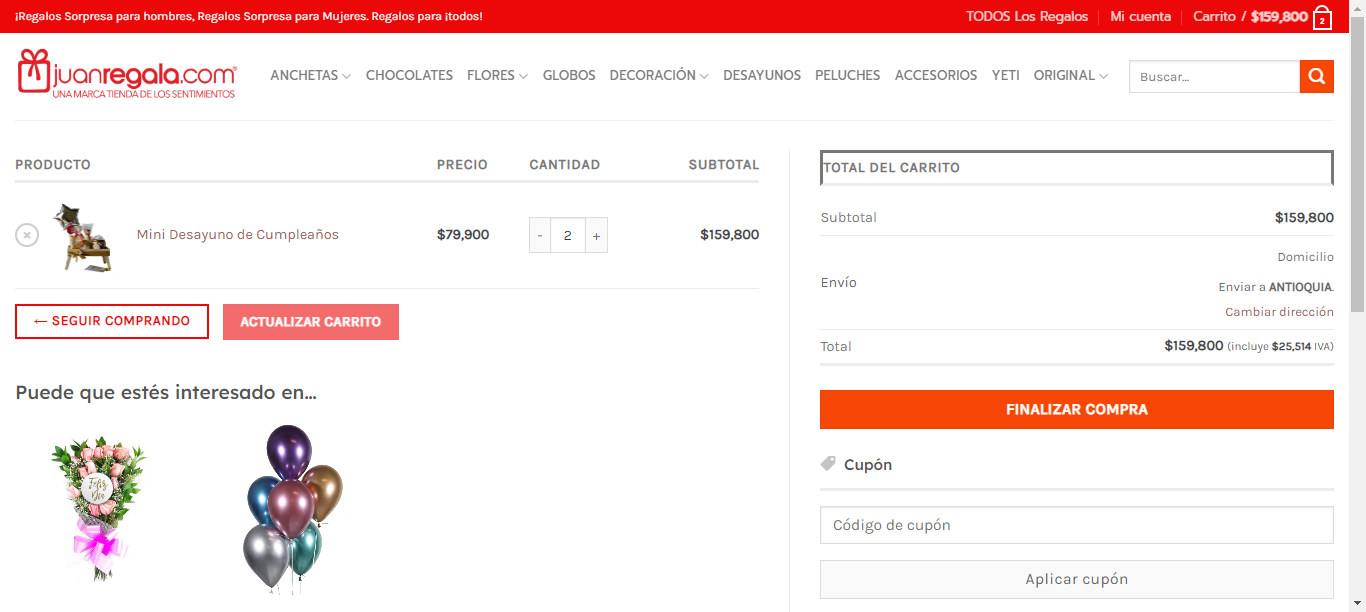 ¡Regalos Sorpresa para hombres, Regalos Sorpresa para Mujeres. Regalos para ¡todos!
TODOS Los Regalos
Mi cuenta
Carrito / $159,800
2
juanregala.com®
UNA MARCA TIENDA DE LOS SENTIMIENTOS
ANCHETAS
CHOCOLATES
FLORES
GLOBOS
DECORACIÓN
DESAYUNOS
PELUCHES
ACCESORIOS
YETI
ORIGINAL
Buscar...
PRODUCTO PRECIO CANTIDAD SUBTOTAL
× Mini Desayuno de Cumpleaños $79,900 - 2 + $159,800
← SEGUIR COMPRANDO
ACTUALIZAR CARRITO
Puede que estés interesado en…
Feliz Día
TOTAL DEL CARRITO
Subtotal $159,800
Envío
Domicilio
Enviar a ANTIOQUIA.
Cambiar dirección
Total $159,800 (incluye $25,514 IVA)
FINALIZAR COMPRA
Cupón
Código de cupón
Aplicar cupón